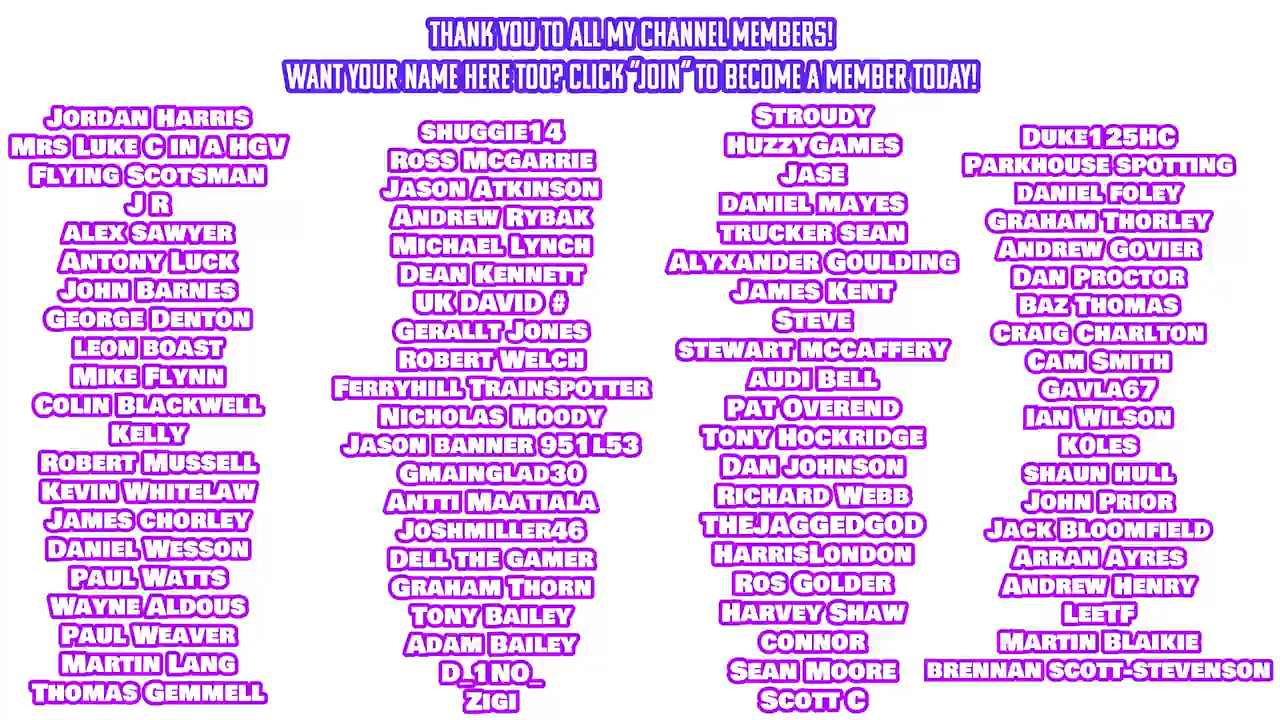 THANK YOU TO ALL MY CHANNEL MEMBERS!
WANT YOUR NAME HERE TOO? CLICK "JOIN" TO BECOME A MEMBER TODAY!
Jordan Harris
Mrs Luke C in a HGV
Flying Scotsman
J R
alex sawyer
Antony Luck
John Barnes
George Denton
leon boast
Mike Flynn
Colin Blackwell
Kelly
Robert Mussell
Kevin Whitelaw
James chorley
Daniel Wesson
Paul Watts
Wayne Aldous
Paul Weaver
Martin Lang
Thomas Gemmell
shuggie14
Ross McGarrie
Jason Atkinson
Andrew Rybak
Michael Lynch
Dean Kennett
UK DAVID #
Gerallt Jones
Robert Welch
Ferryhill Trainspotter
Nicholas Moody
Jason banner 951L53
Gmainglad30
Antti Maatiala
Joshmiller46
Dell the gamer
Graham Thorn
Tony Bailey
Adam Bailey
D_1NO_
Zigi
Stroudy
HuzzyGames
Jase
daniel mayes
trucker sean
Alyxander Goulding
James Kent
Steve
stewart mccaffery
audi Bell
Pat Overend
Tony Hockridge
Dan Johnson
Richard Webb
THEJAGGEDGOD
HarrisLondon
Ros Golder
Harvey Shaw
connor
Sean Moore
Scott C
Duke125HC
Parkhouse spotting
daniel foley
Graham Thorley
Andrew Govier
Dan Proctor
Baz Thomas
Craig Charlton
Cam Smith
Gavla67
Ian Wilson
K0les
shaun hull
John Prior
Jack Bloomfield
Arran Ayres
Andrew Henry
LeeTF
Martin Blaikie
brennan scott-stevenson